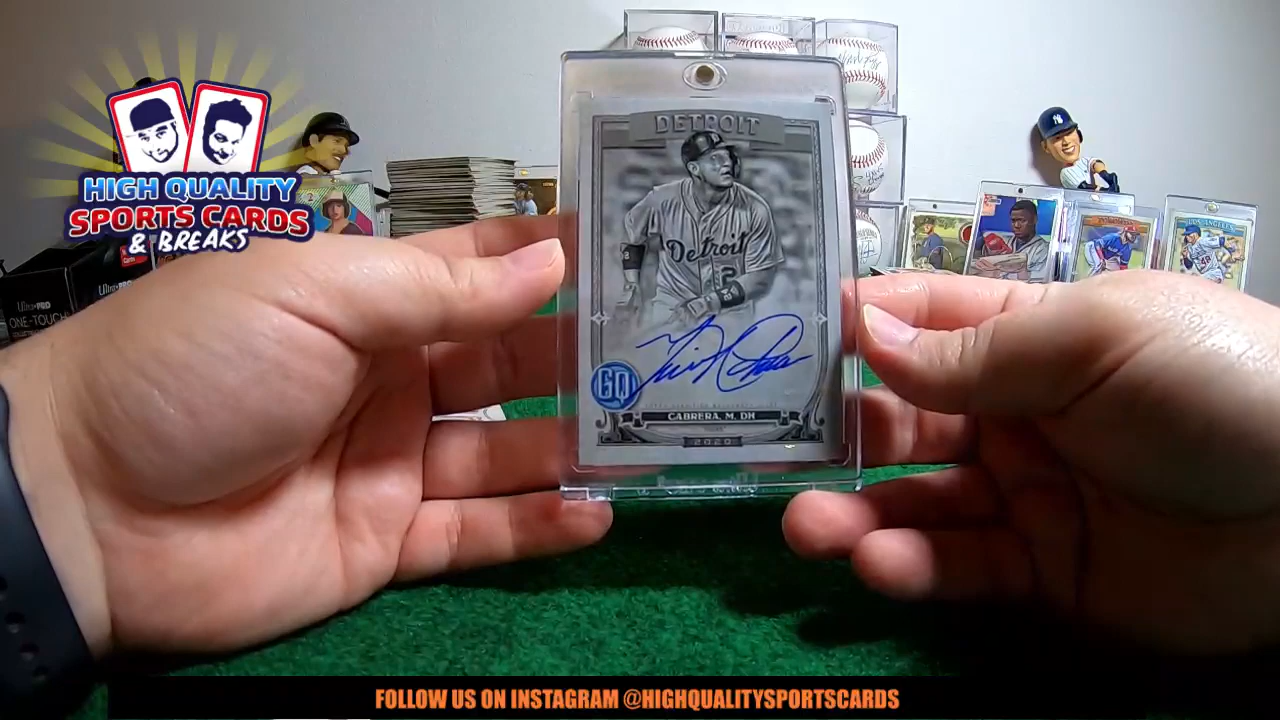 HIGH QUALITY
SPORTS CARDS
& BREAKS
DETROIT
Detroit
GQ
CABRERA, M. DH
2020
Ultra•PRO
ONE-TOUCH
LOS ANGELES
FOLLOW US ON INSTAGRAM @HIGHQUALITYSPORTSCARDS